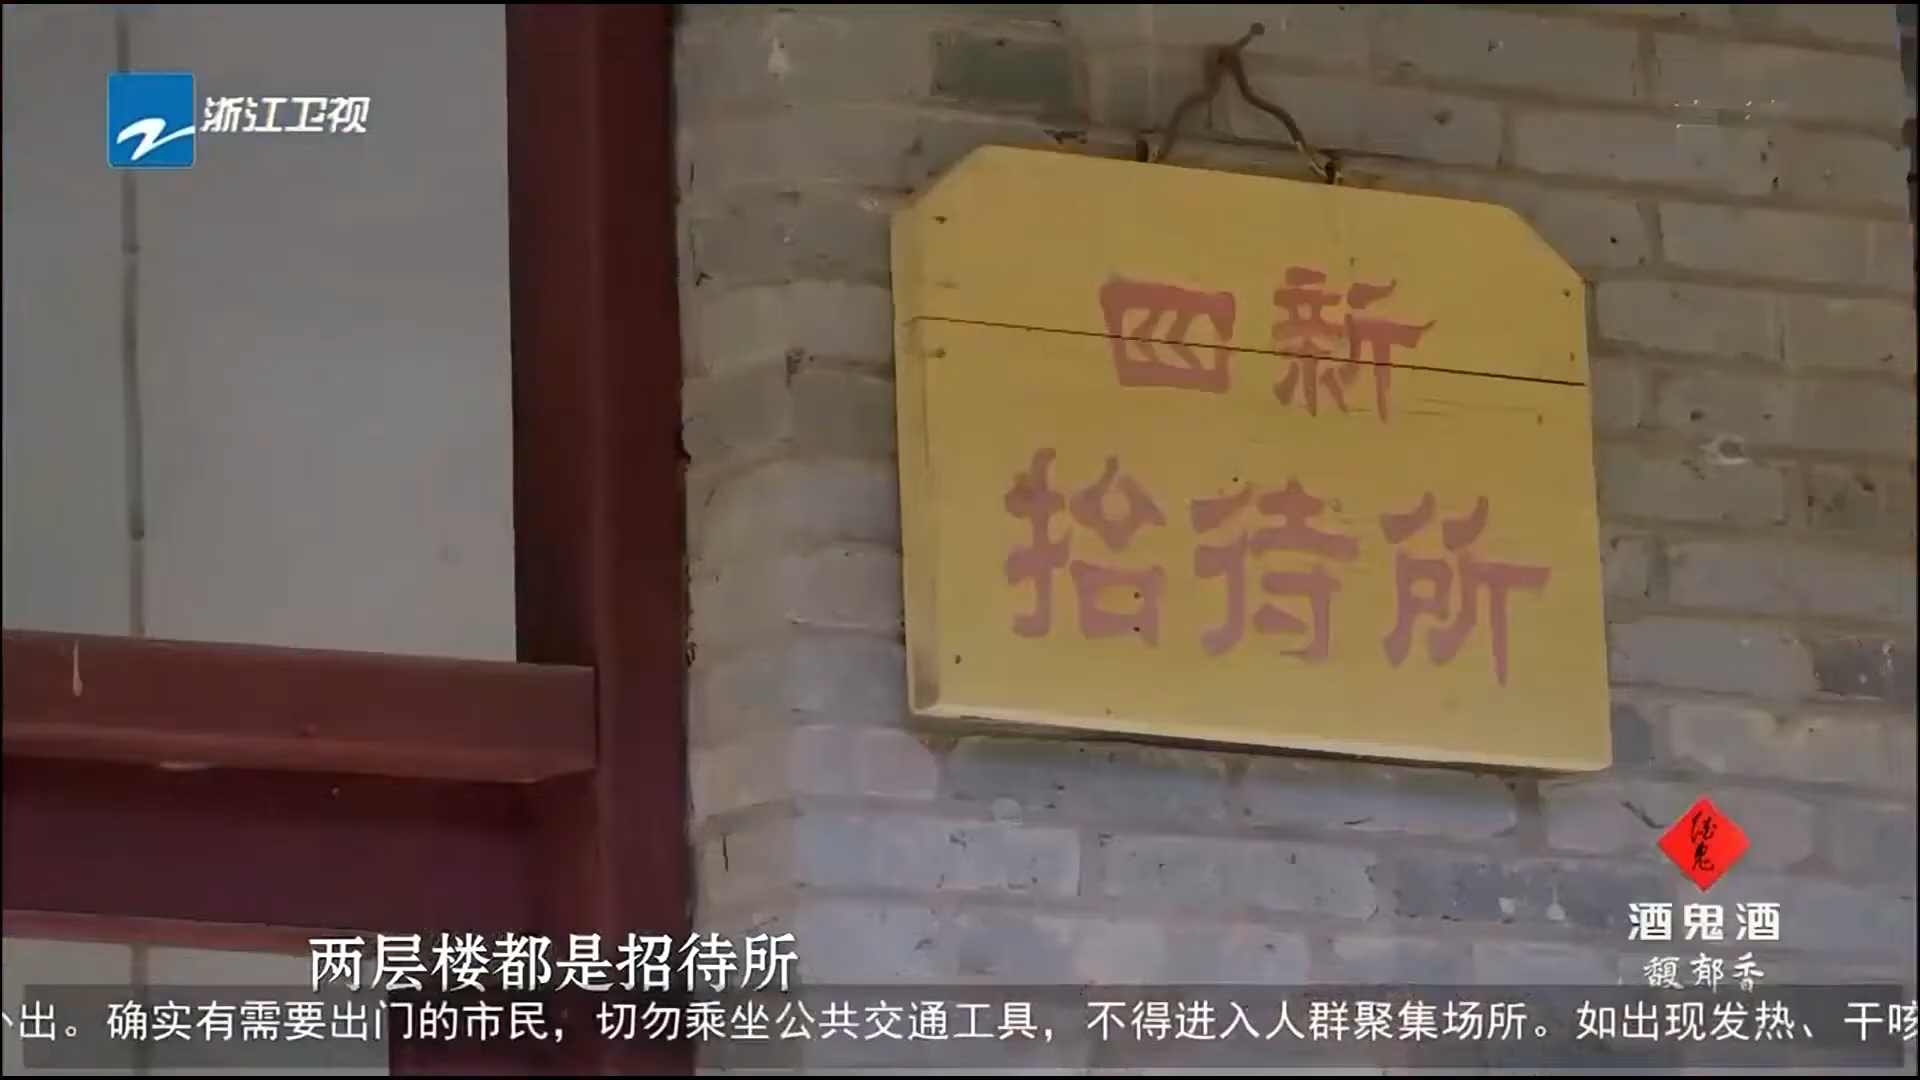 浙江卫视
四新
招待所
酒鬼
酒鬼酒
馥郁香
两层楼都是招待所
出。确实有需要出门的市民，切勿乘坐公共交通工具，不得进入人群聚集场所。如出现发热、干咳